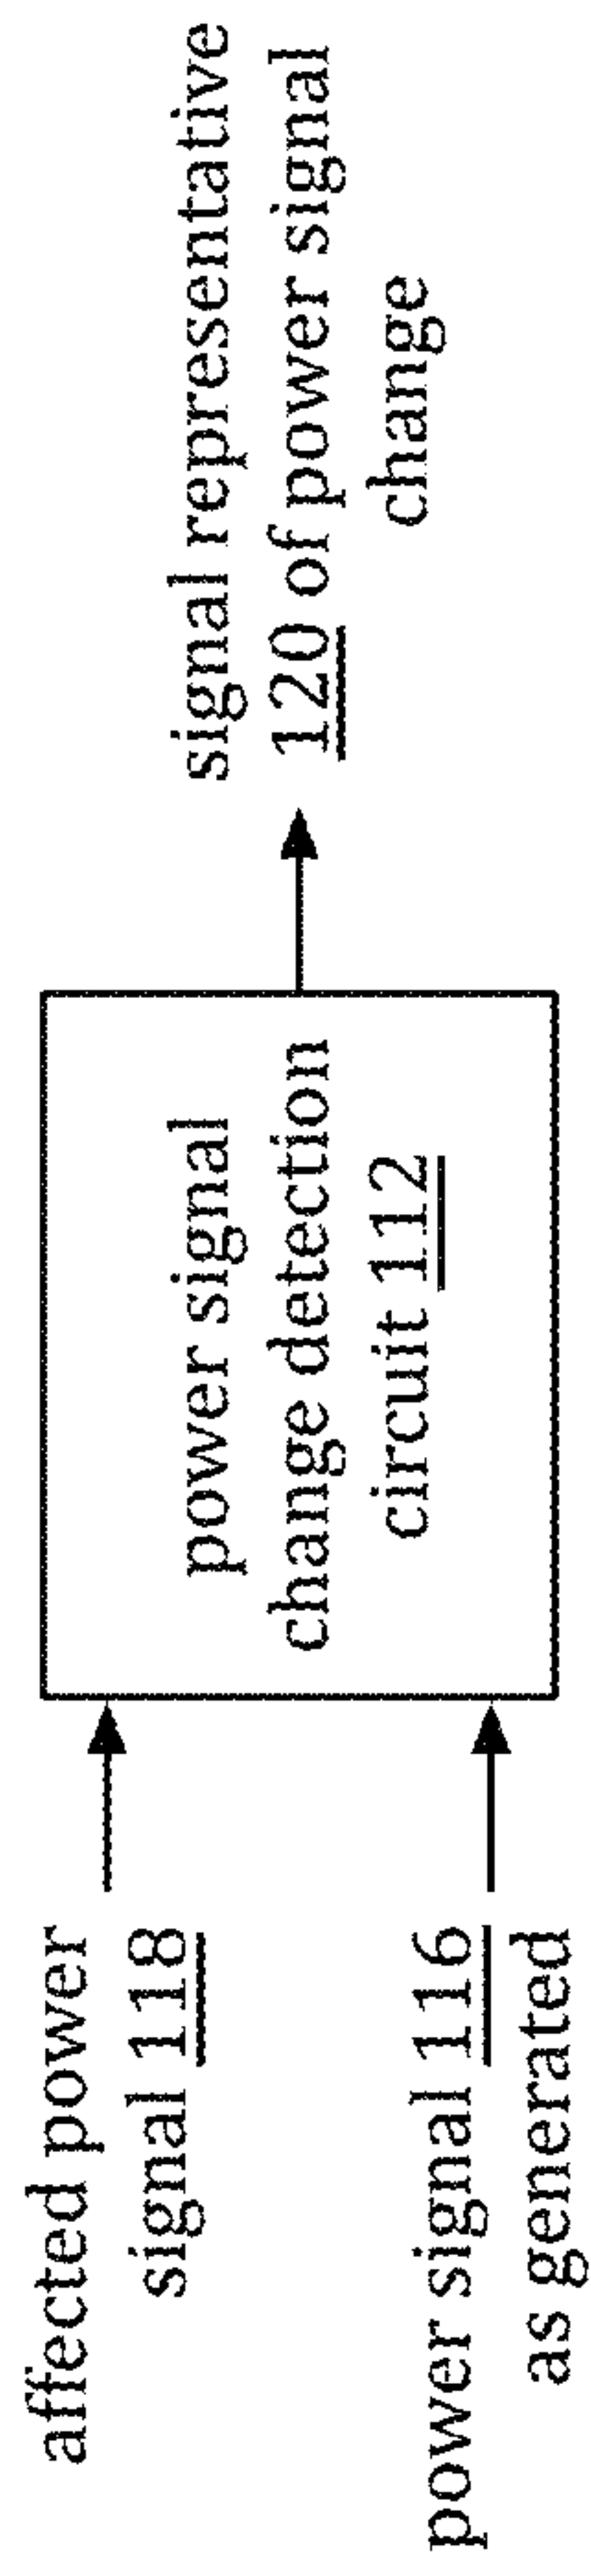 affected power
signal 118
power signal 116
as generated
power signal
change detection
circuit 112
signal representative
120 of power signal
change